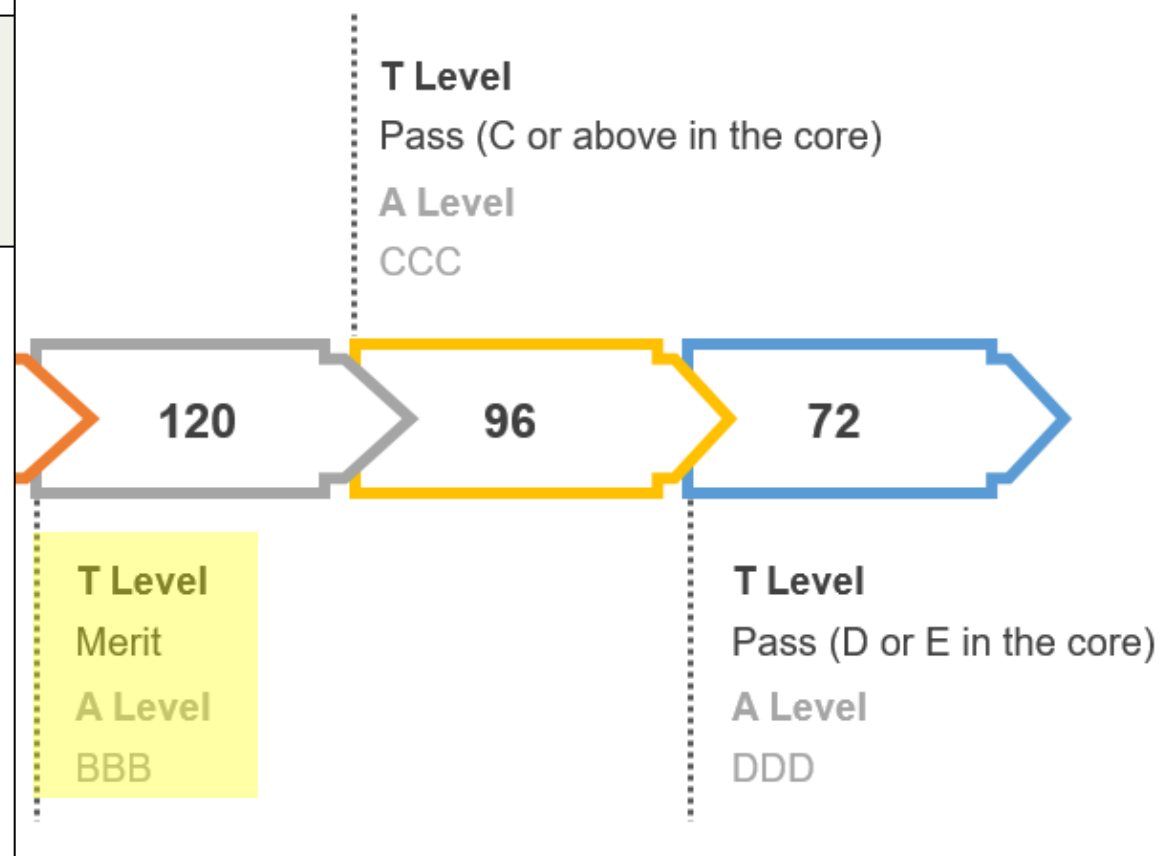 T Level
Pass (C or above in the core)
A Level
CCC
120
96
72
T Level
Merit
A Level
BBB
T Level
Pass (D or E in the core)
A Level
DDD